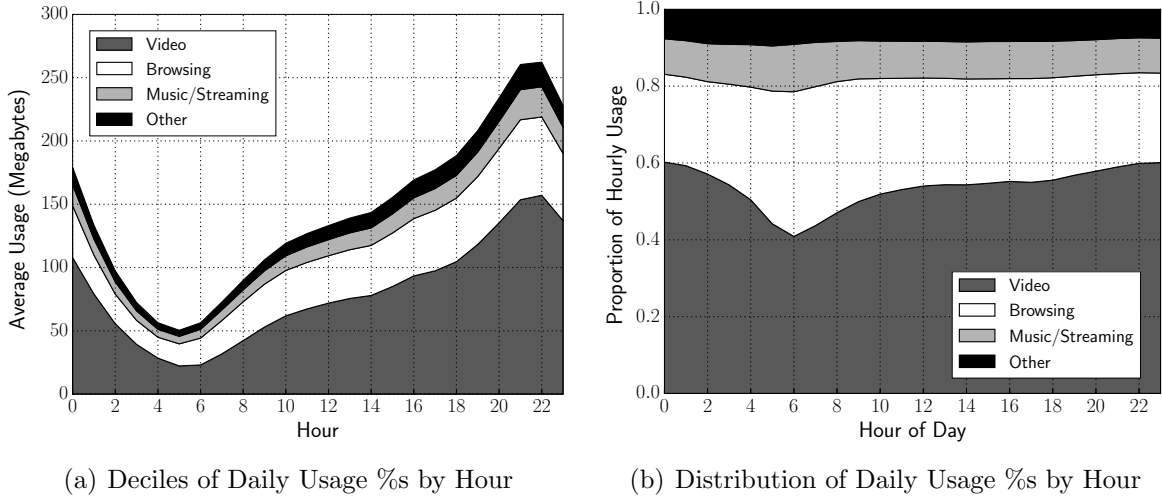 300
250
200
150
100
50
0
Average Usage (Megabytes)
Video
Browsing
Music/Streaming
Other
0 2 4 6 8 10 12 14 16 18 20 22
Hour
(a) Deciles of Daily Usage %s by Hour
1.0
0.8
0.6
0.4
0.2
0.0
Proportion of Hourly Usage
Video
Browsing
Music/Streaming
Other
0 2 4 6 8 10 12 14 16 18 20 22
Hour of Day
(b) Distribution of Daily Usage %s by Hour